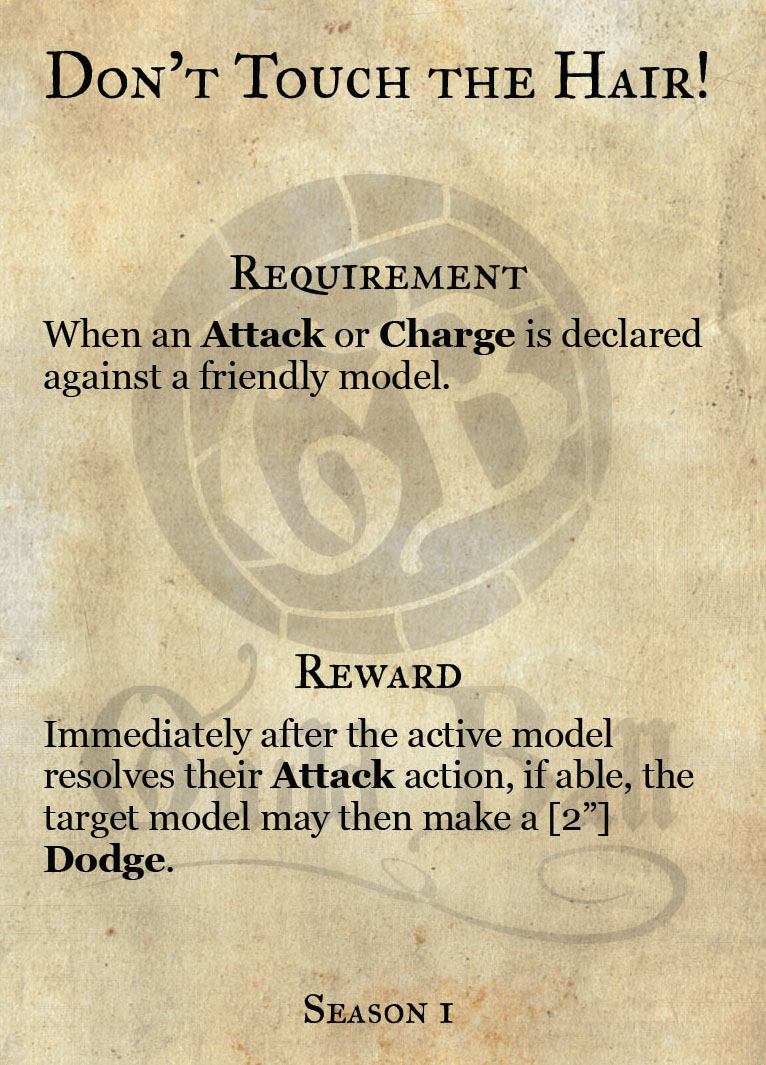 Don’t Touch the Hair!
Requirement
When an Attack or Charge is declared
against a friendly model.
Reward
Immediately after the active model
resolves their Attack action, if able, the
target model may then make a [2”]
Dodge.
Season 1